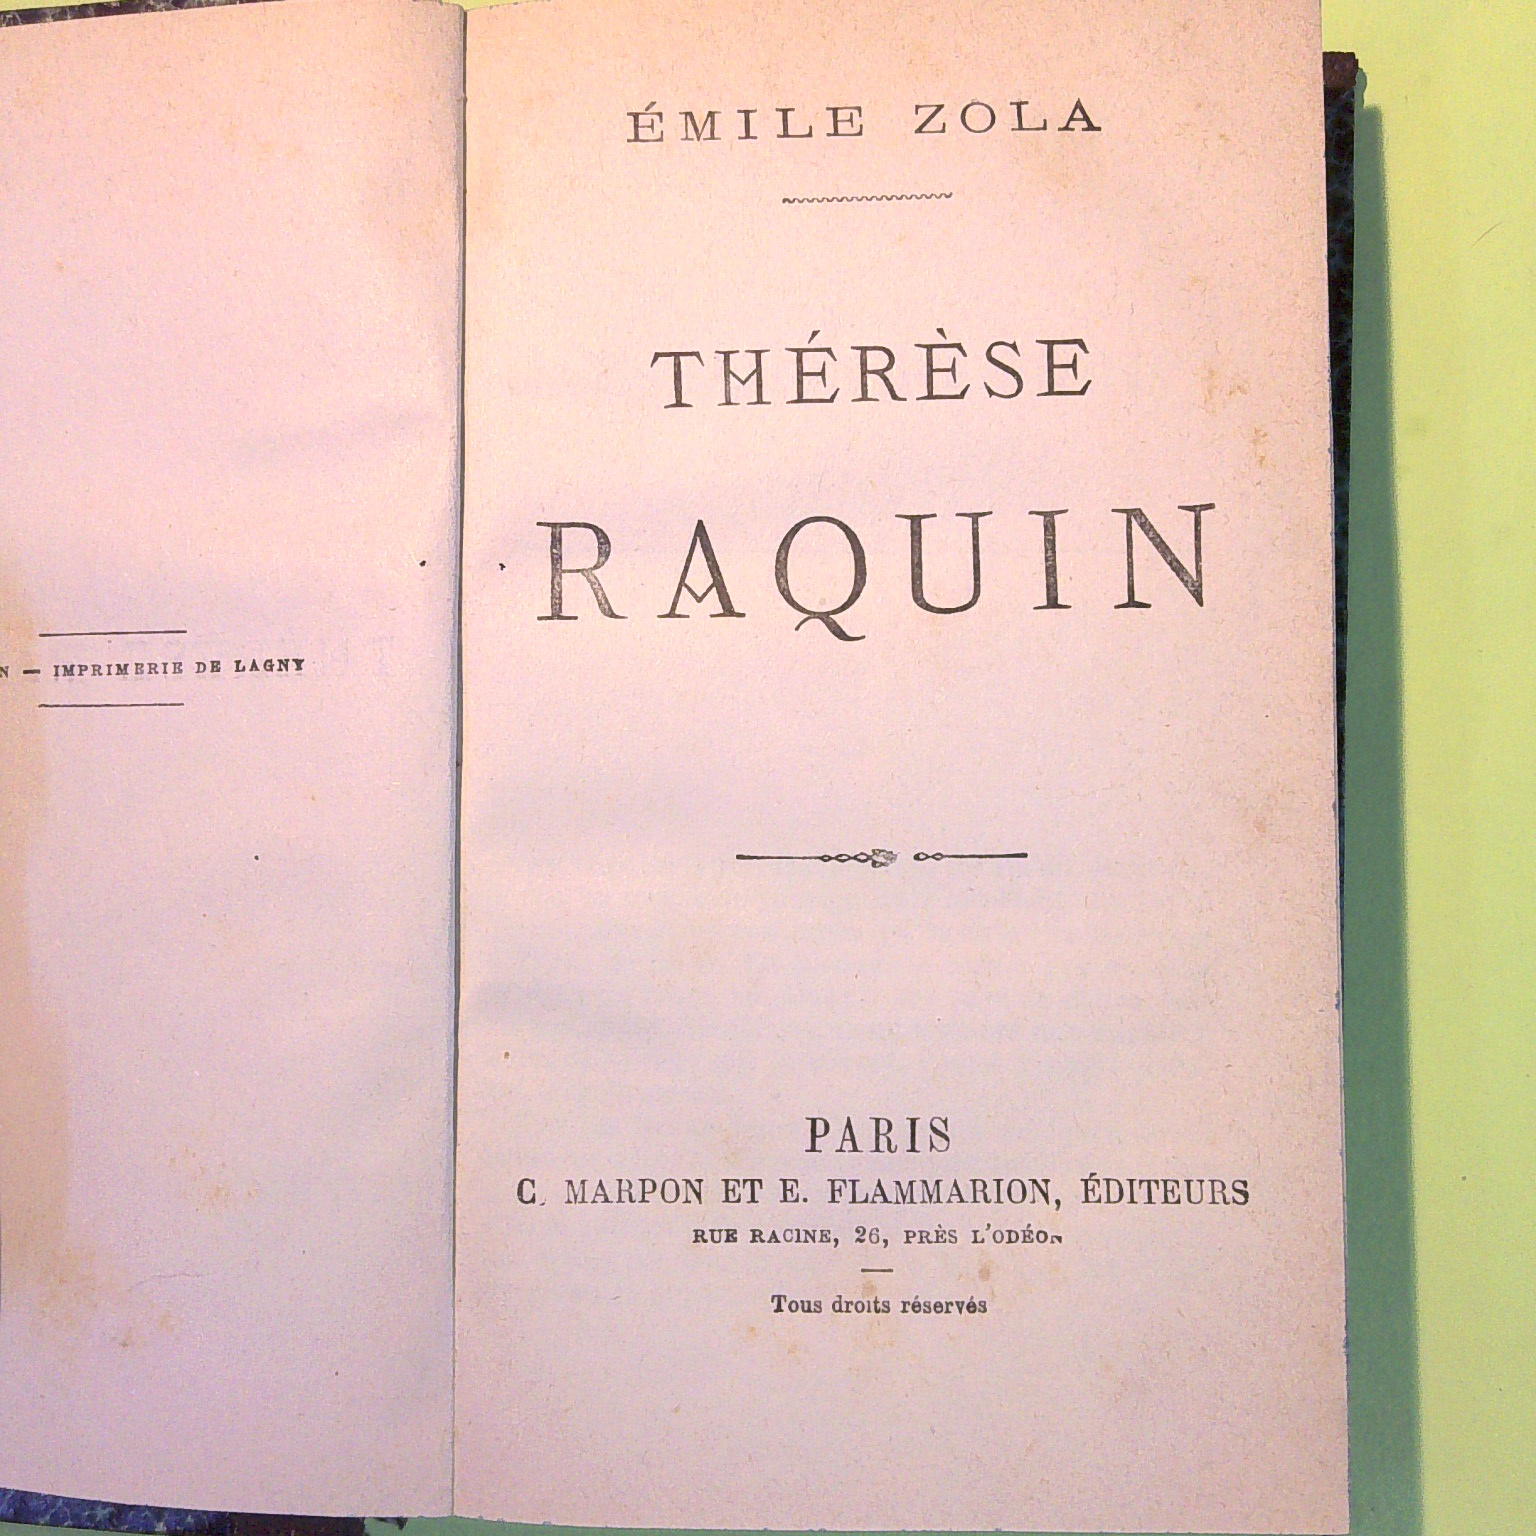 — IMPRIMERIE DE LAGNY
ÉMILE ZOLA
THÉRÈSE
RAQUIN
PARIS
C. MARPON ET E. FLAMMARION, ÉDITEURS
RUE RACINE, 26, PRÈS L'ODÉON
Tous droits réservés